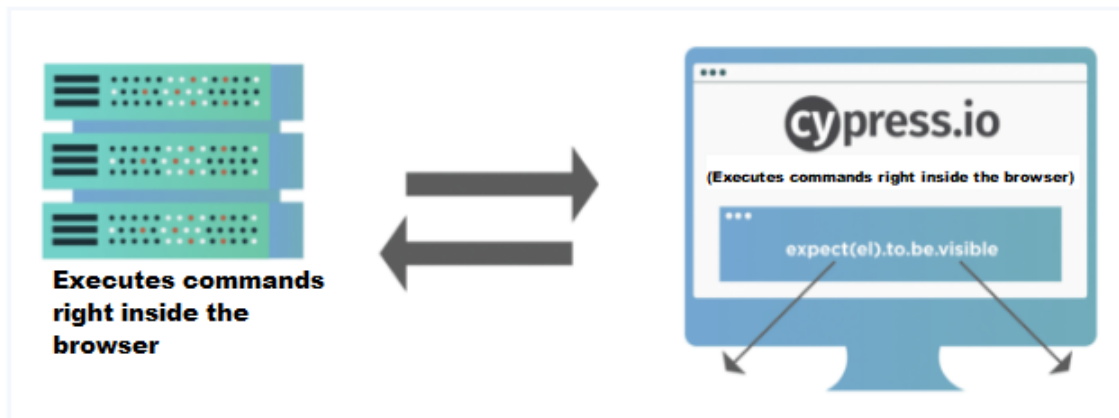 cypress.io
(Executes commands right inside the browser)
expect(el).to.be.visible
Executes commands
right inside the
browser